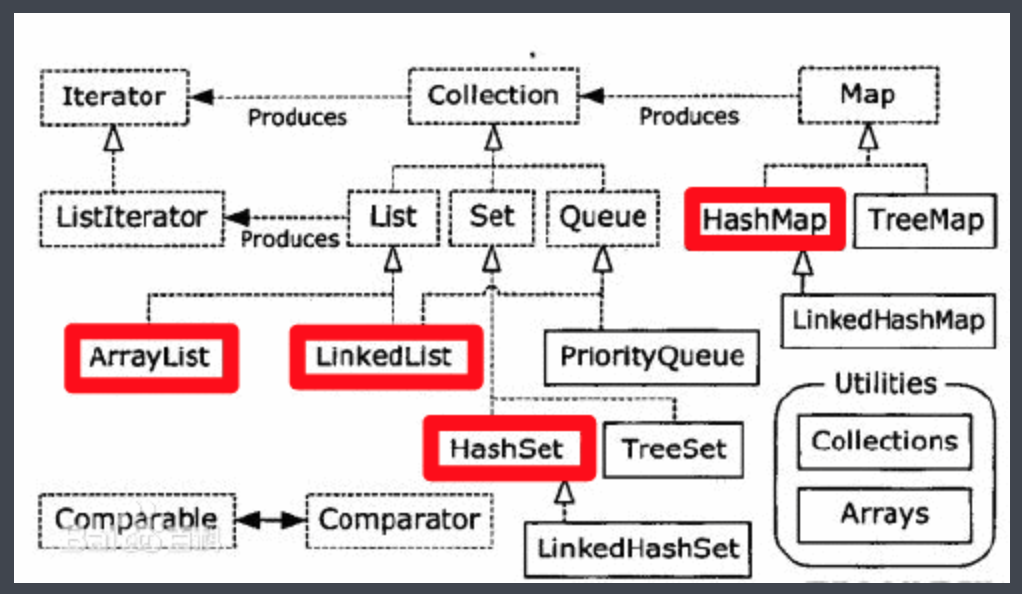 Iterator
Collection
Map
Produces
Produces
ListIterator
List
Set
Queue
HashMap
TreeMap
Produces
ArrayList
LinkedList
PriorityQueue
LinkedHashMap
Utilities
Collections
Arrays
HashSet
TreeSet
Comparable
Comparator
LinkedHashSet